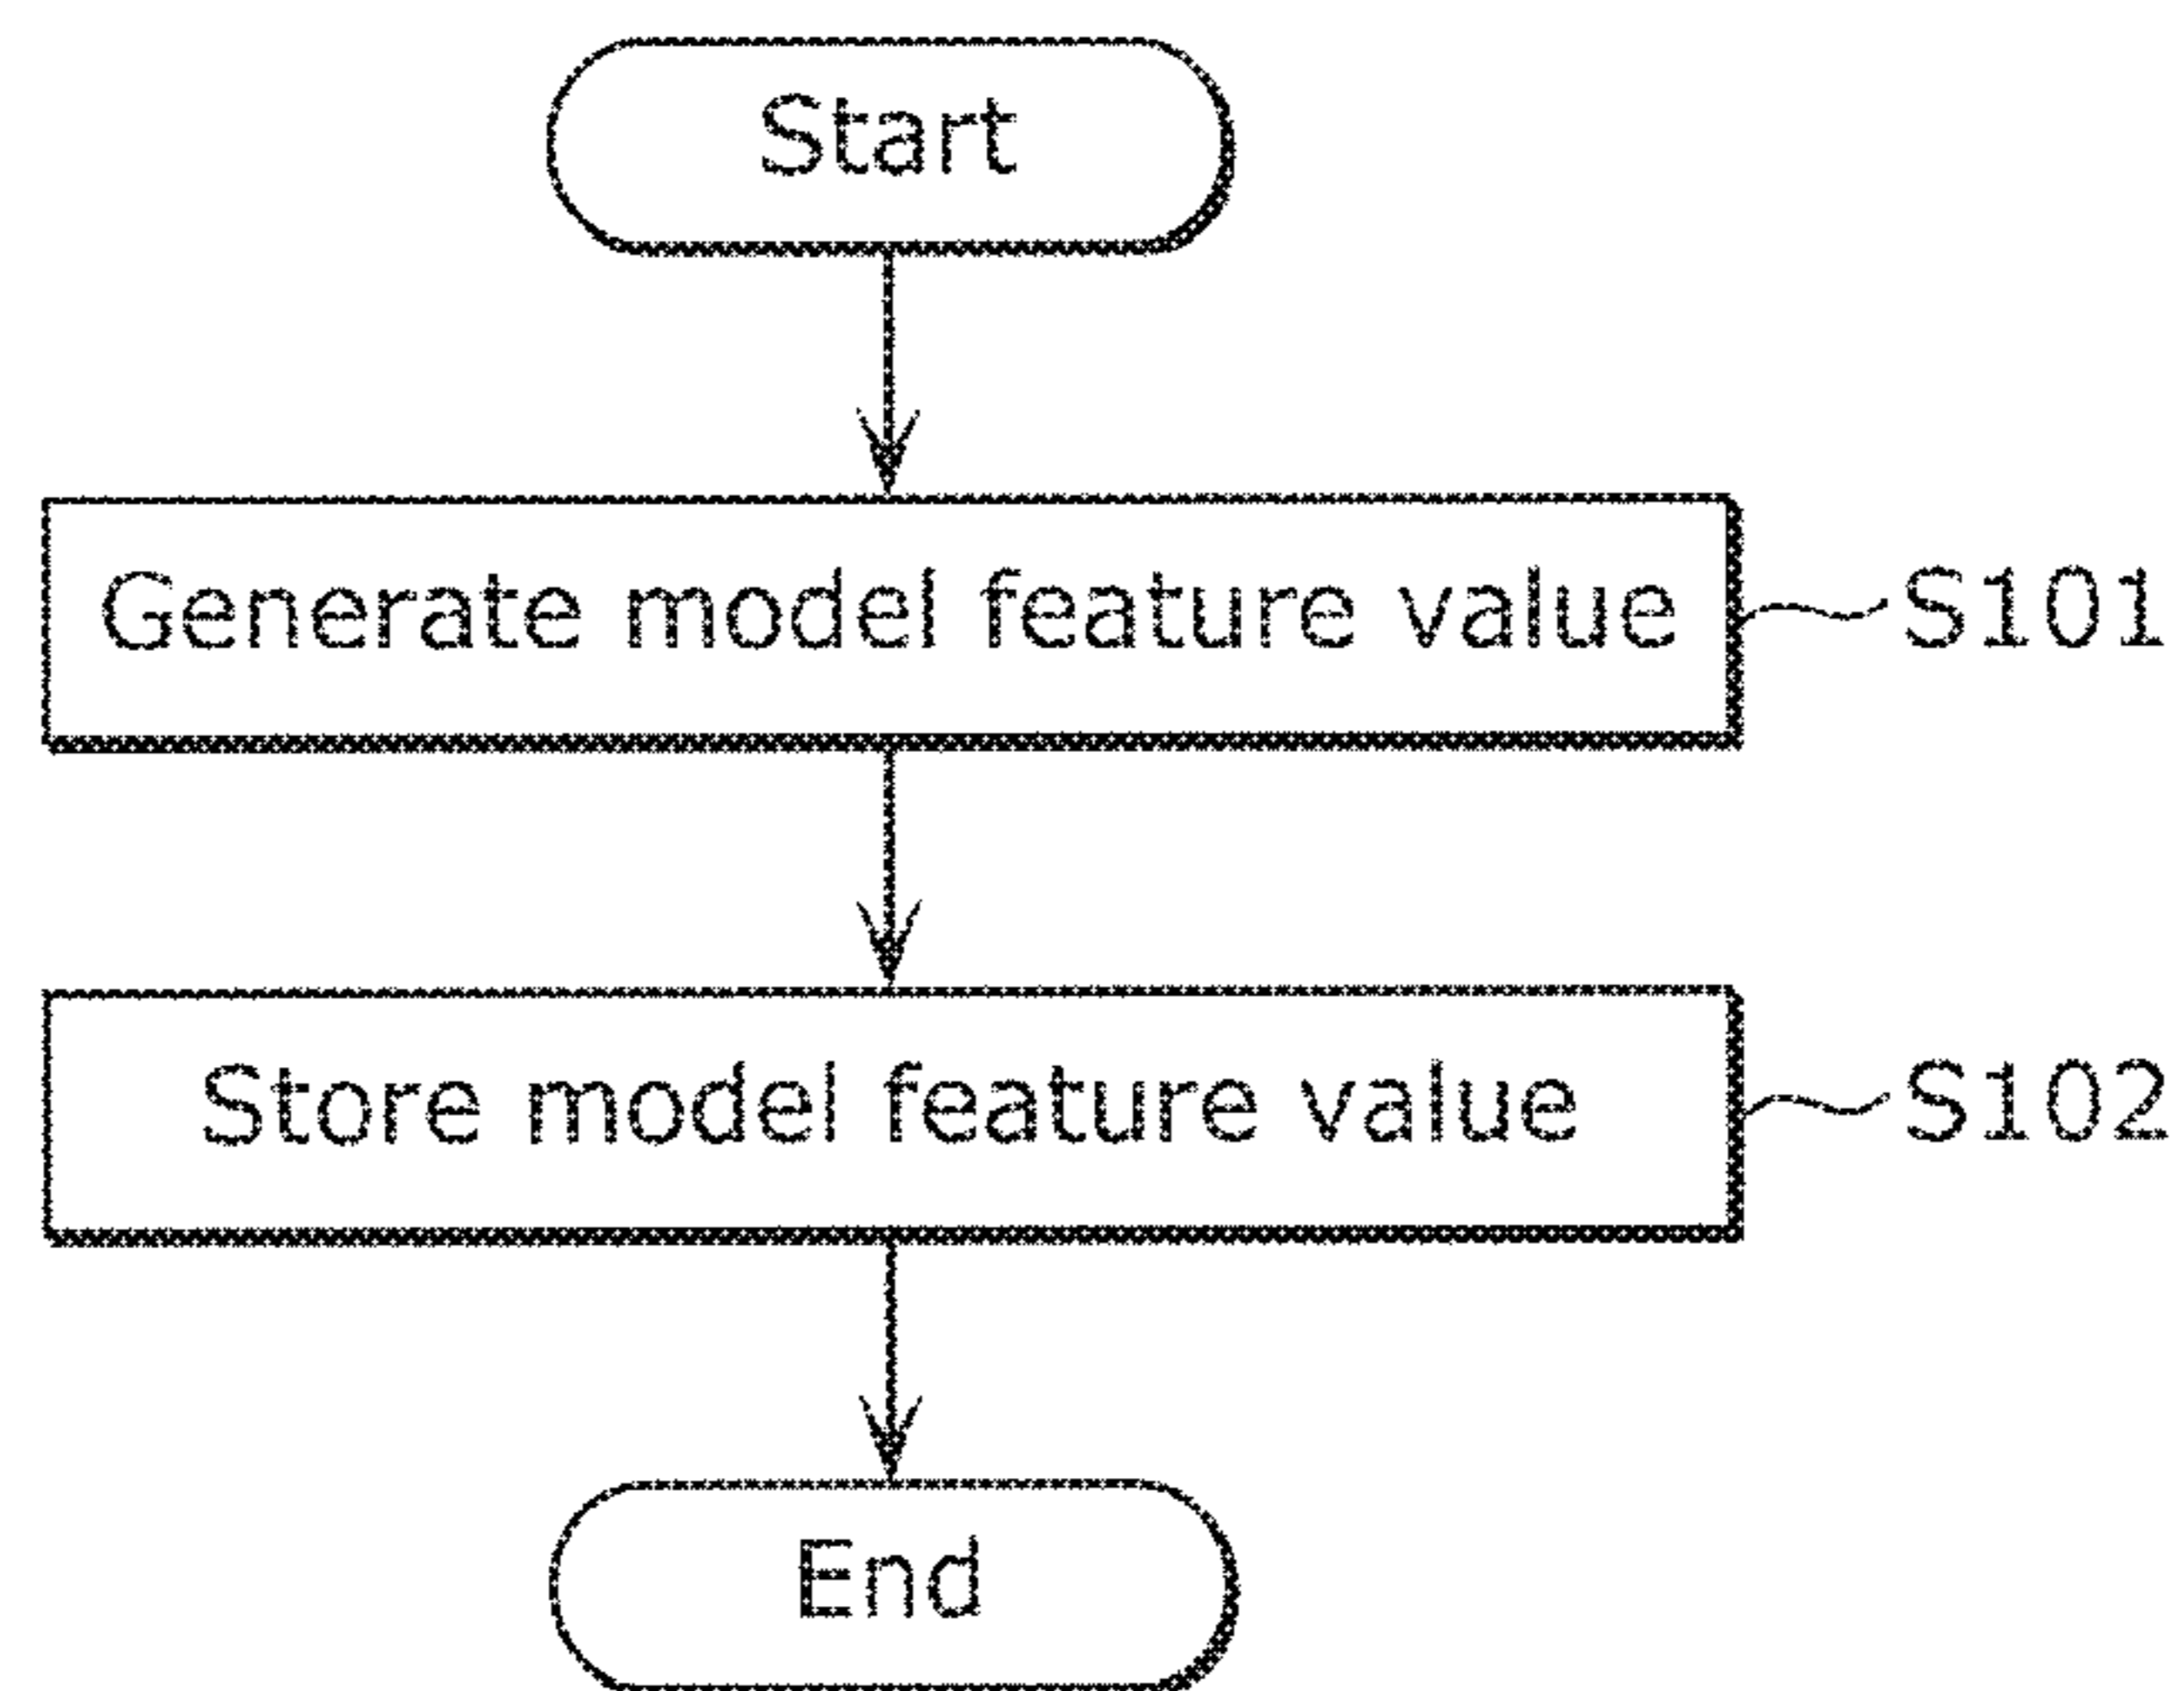 Start
Generate model feature value
S101
Store model feature value
S102
End